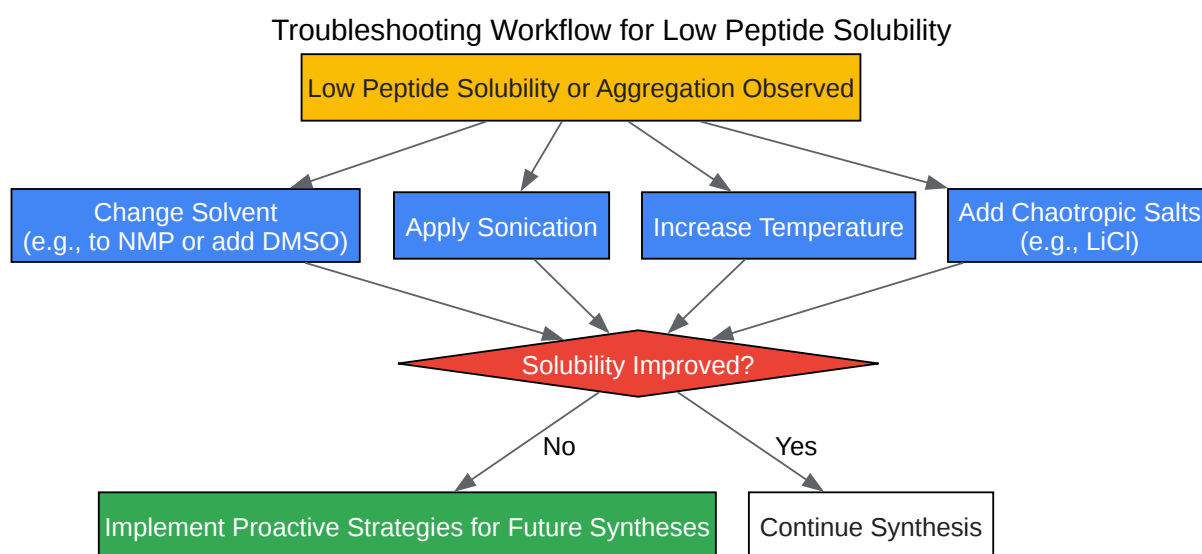 Troubleshooting Workflow for Low Peptide Solubility
Low Peptide Solubility or Aggregation Observed
Change Solvent
(e.g., to NMP or add DMSO)
Apply Sonication
Increase Temperature
Add Chaotropic Salts
(e.g., LiCl)
Solubility Improved?
No
Yes
Implement Proactive Strategies for Future Syntheses
Continue Synthesis